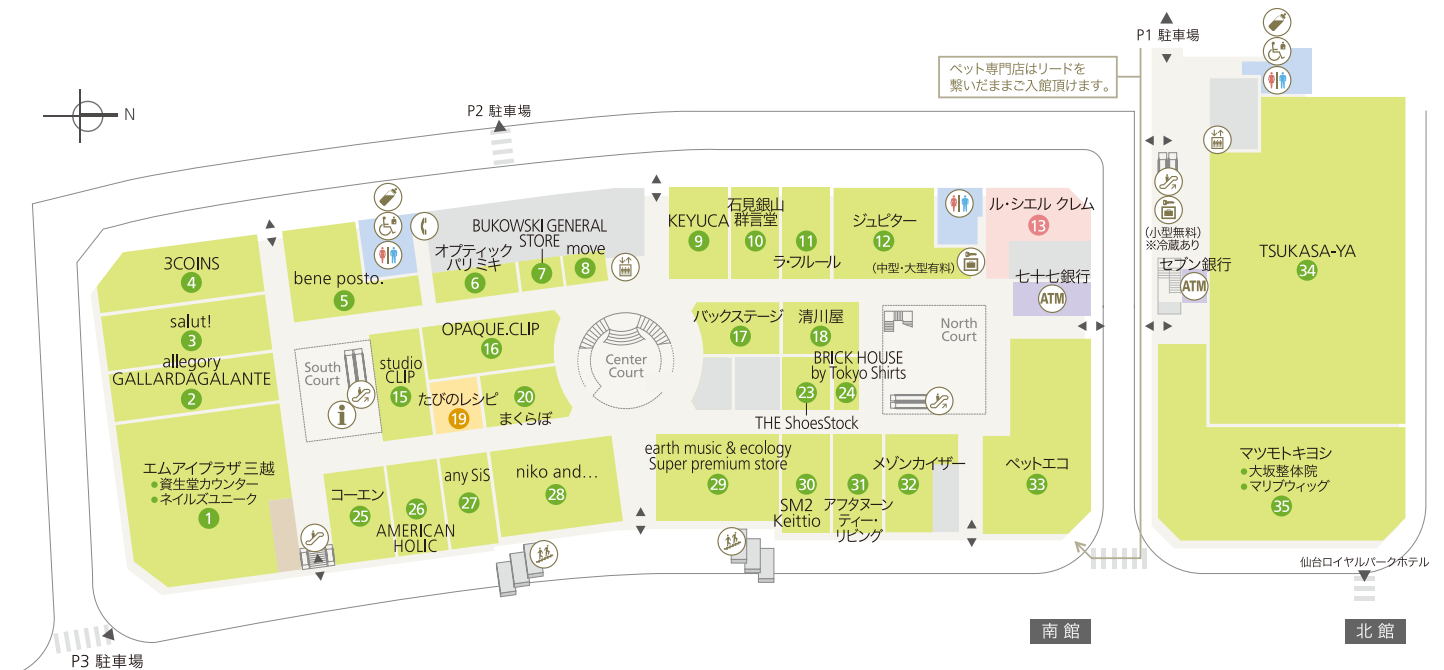 P1 駐車場
ペット専門店はリードを
繋いだままご入館頂けます。
N
P2 駐車場
3COINS
4
salut!
3
allegory
GALLARDAGALANTE
2
エムアイプラザ 三越
●資生堂カウンター
●ネイルズユニーク
1
bene posto.
5
オプティック
パリミキ
6
BUKOWSKI GENERAL
STORE
7
move
8
KEYUCA
9
石見銀山
群言堂
10
11
ラ・フルール
ジュピター
12
(中型・大型有料)
ル・シエル クレム
13
七十七銀行
ATM
South
Court
i
studio
CLIP
15
OPAQUE.CLIP
16
たびのレシピ
19
20
まくらぼ
Center
Court
バックステージ
17
清川屋
18
BRICK HOUSE
by Tokyo Shirts
23
24
THE ShoesStock
North
Court
コーエン
25
26
AMERICAN
HOLIC
any SiS
27
niko and...
28
earth music & ecology
Super premium store
29
30
SM2
Keittio
31
アフタヌーン
ティー・
リビング
メゾンカイザー
32
ペットエコ
33
(小型無料)
※冷蔵あり
セブン銀行
ATM
TSUKASA-YA
34
マツモトキヨシ
●大坂整体院
●マリブウィッグ
35
仙台ロイヤルパークホテル
南館
北館
P3 駐車場